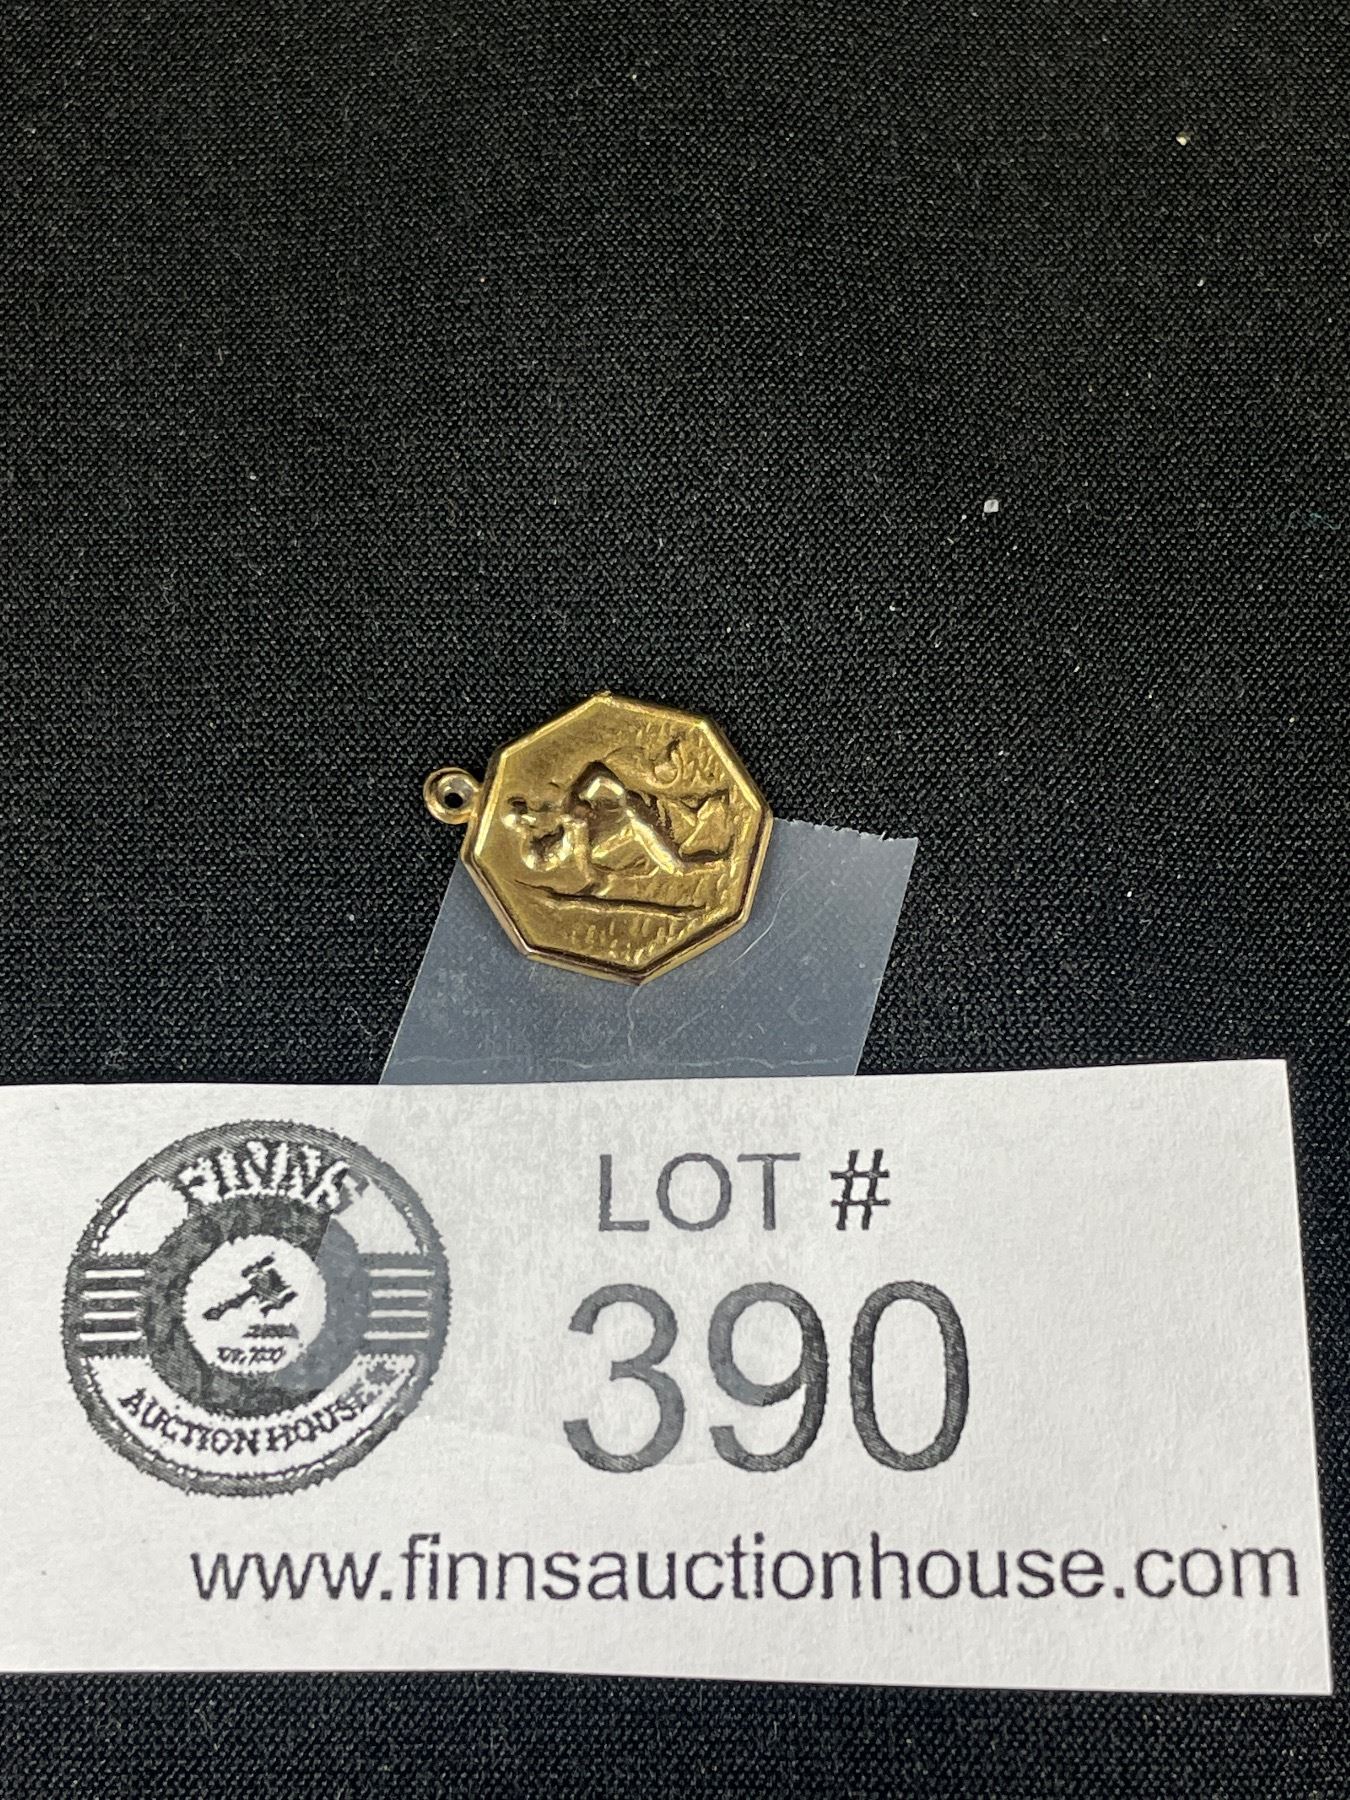 FINNS
AUCTION HOUSE
LOT #
390
www.finnsauctionhouse.com